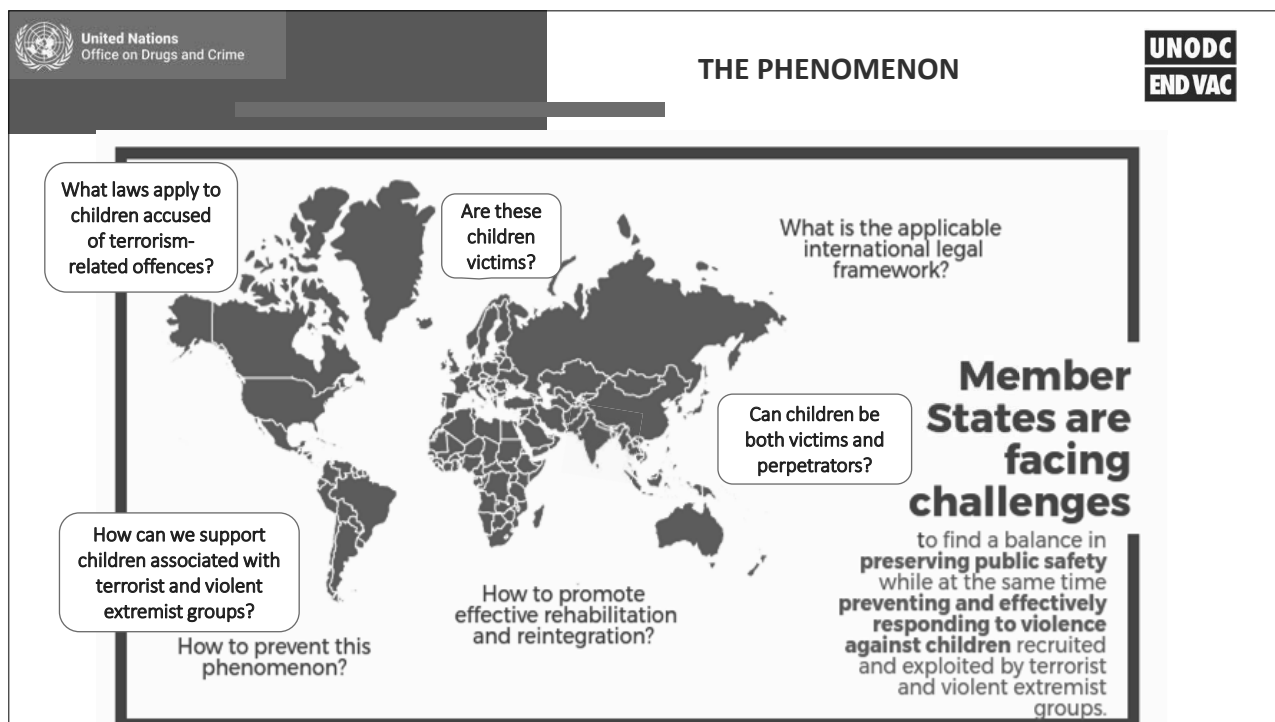 United Nations
Office on Drugs and Crime
THE PHENOMENON
UNODC
END VAC
What laws apply to
children accused
of terrorism-
related offences?
Are these
children
victims?
What is the applicable
international legal
framework?
Can children be
both victims and
perpetrators?
Member
States are
facing
challenges
to find a balance in
preserving public safety
while at the same time
preventing and effectively
responding to violence
against children recruited
and exploited by terrorist
and violent extremist
groups.
How can we support
children associated with
terrorist and violent
extremist groups?
How to promote
effective rehabilitation
and reintegration?
How to prevent this
phenomenon?